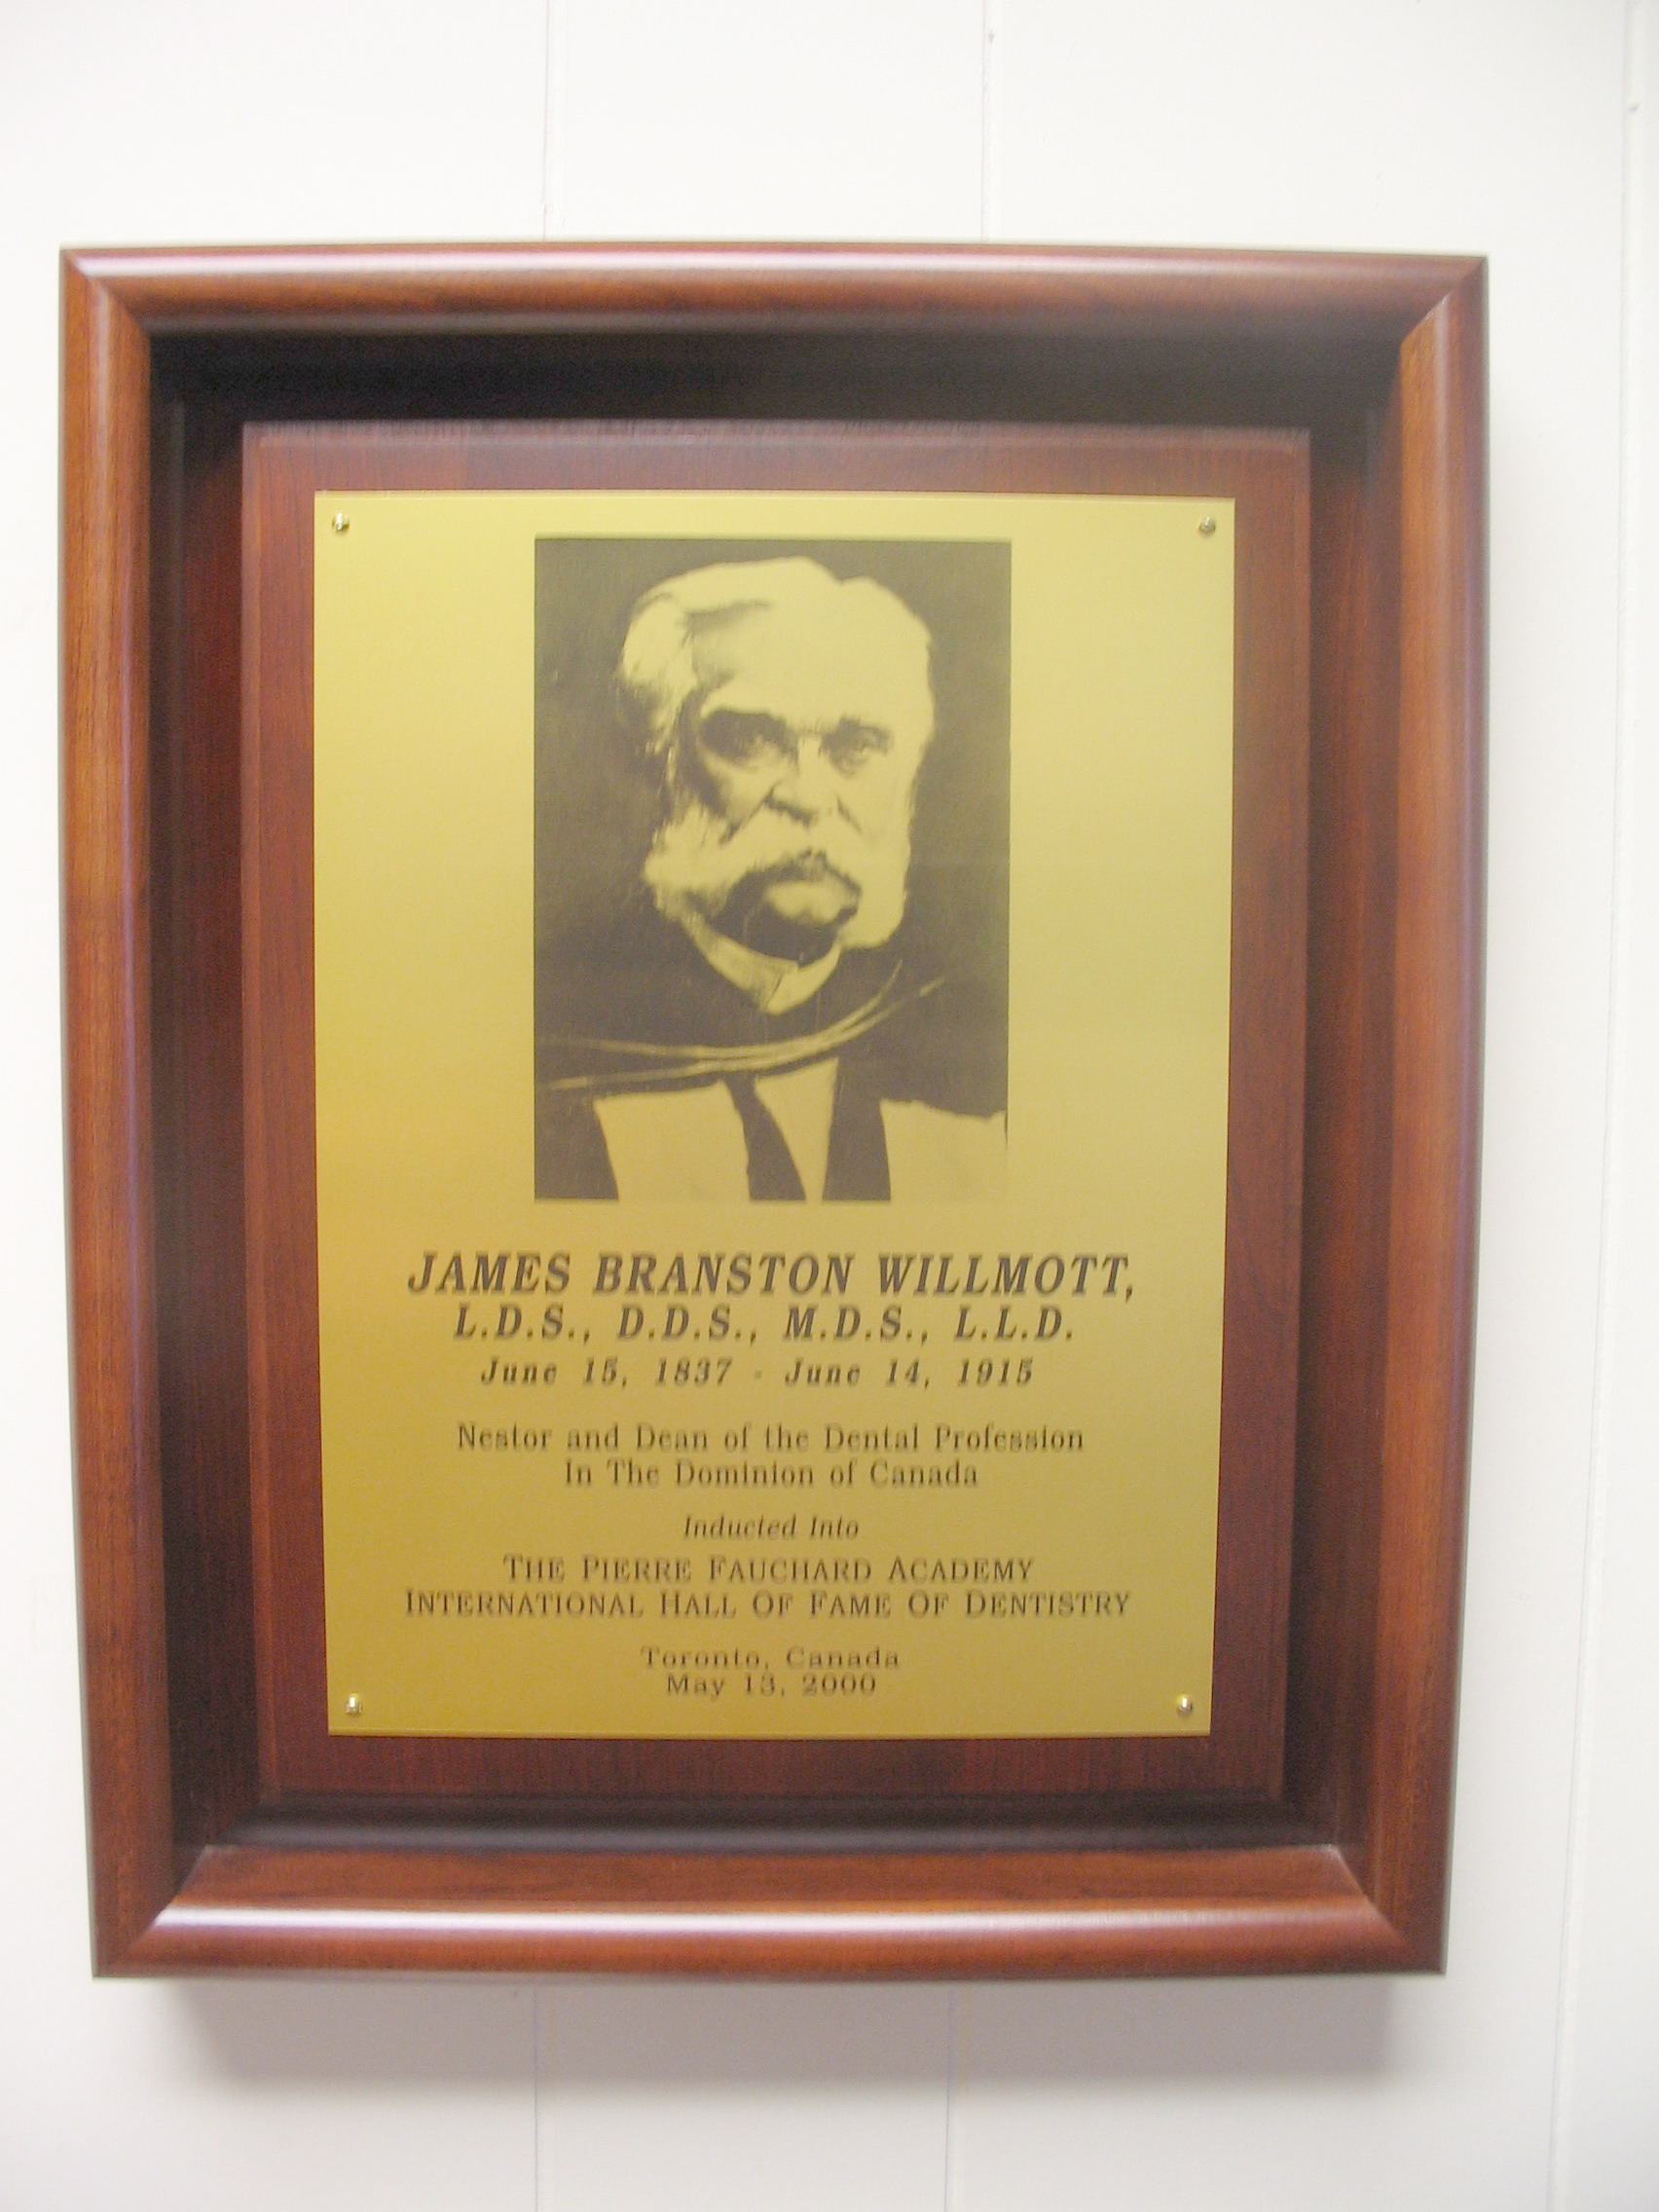 JAMES BRANSTON WILLMOTT,
L.D.S., D.D.S., M.D.S., L.L.D.
June 15, 1837 - June 14, 1915
Nestor and Dean of the Dental Profession
In The Dominion of Canada
Inducted Into
THE PIERRE FAUCHARD ACADEMY
INTERNATIONAL HALL OF FAME OF DENTISTRY
Toronto, Canada
May 13, 2000